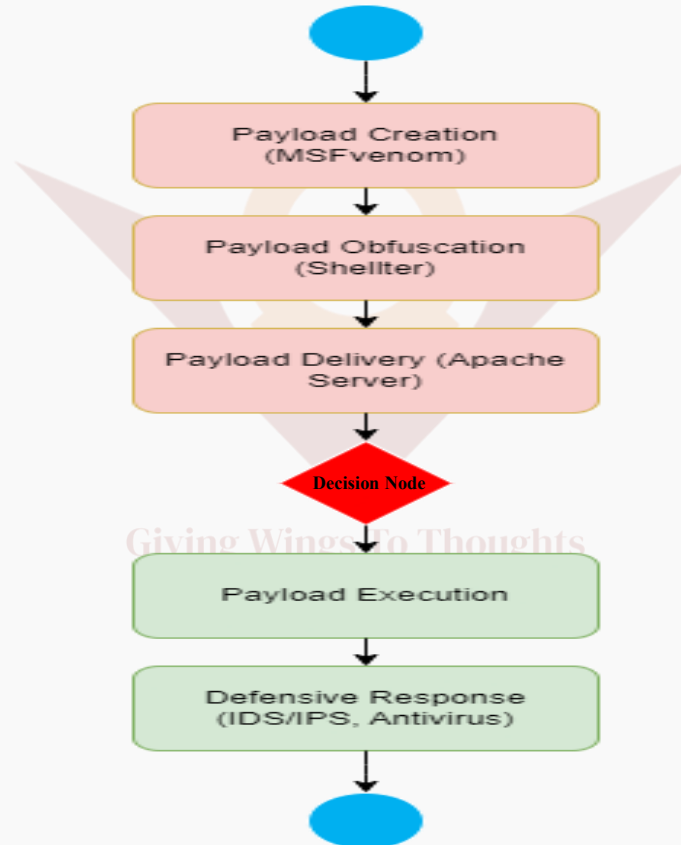 Payload Creation
(MSFvenom)
Payload Obfuscation
(Shellter)
Payload Delivery (Apache
Server)
Decision Node
Giving Wings To Thoughts
Payload Execution
Defensive Response
(IDS/IPS, Antivirus)